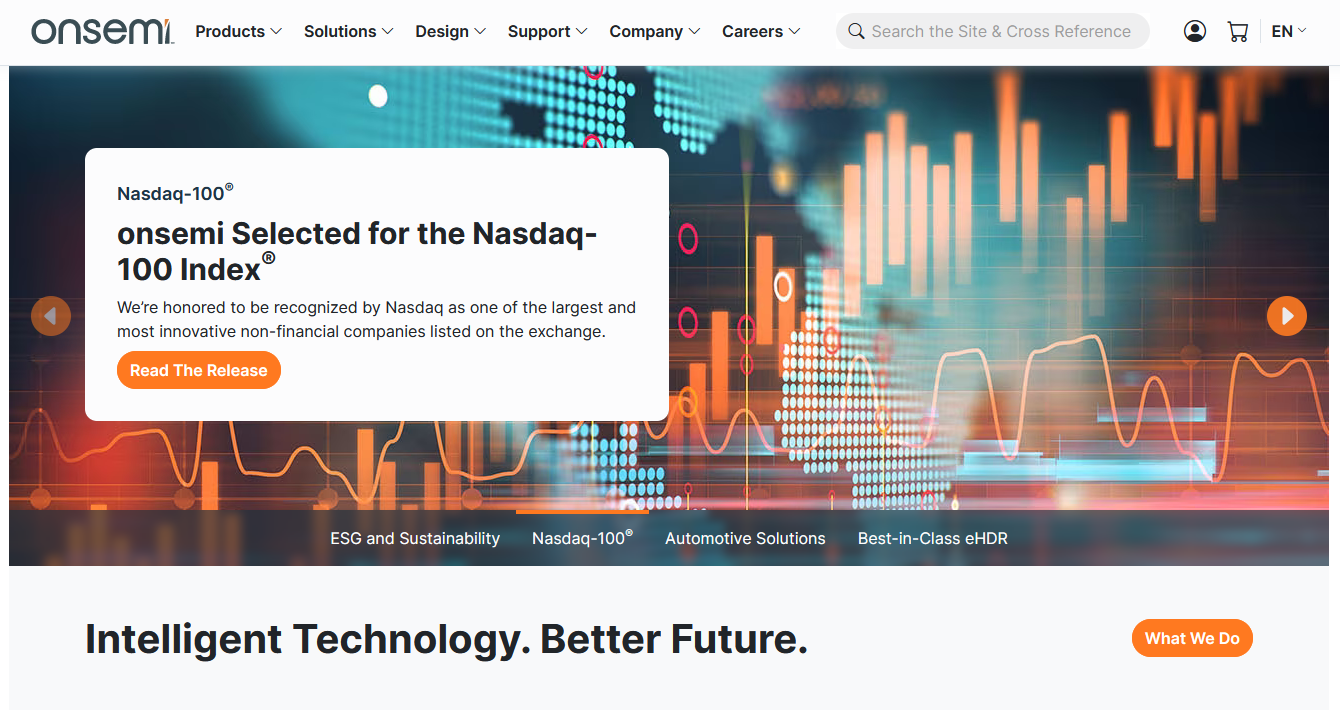 onsemi
Products
Solutions
Design
Support
Company
Careers
Search the Site & Cross Reference
EN
Nasdaq-100®
onsemi Selected for the Nasdaq-
100 Index®
We’re honored to be recognized by Nasdaq as one of the largest and
most innovative non-financial companies listed on the exchange.
Read The Release
ESG and Sustainability
Nasdaq-100®
Automotive Solutions
Best-in-Class eHDR
Intelligent Technology. Better Future.
What We Do